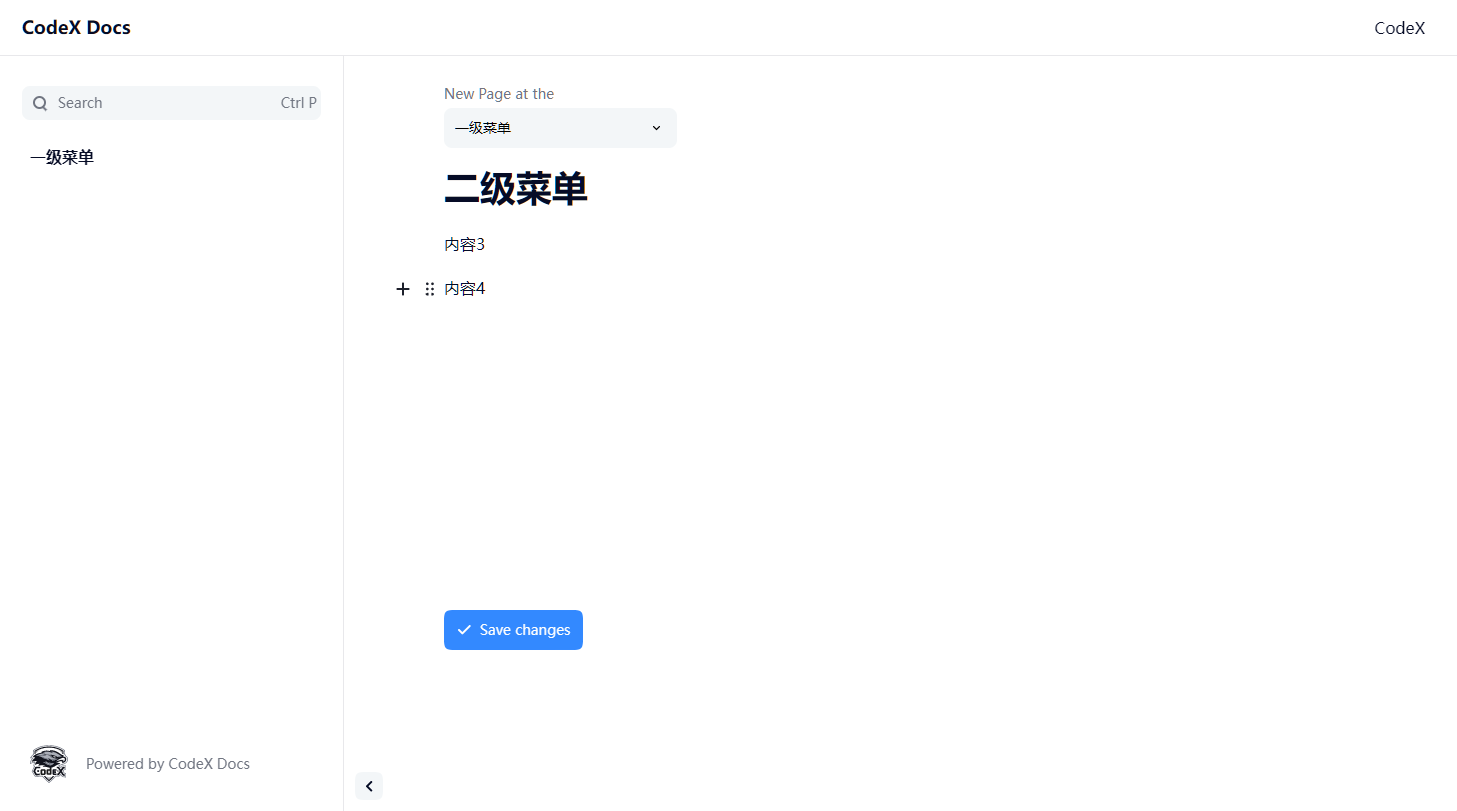 CodeX Docs
CodeX
Search
Ctrl P
一级菜单
New Page at the
一级菜单
二级菜单
内容3
内容4
Save changes
CodeX
Powered by CodeX Docs